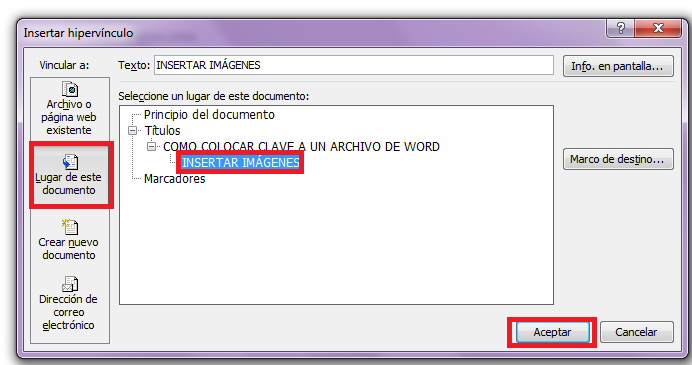 Insertar hipervínculo
?
X
Vincular a:
Texto: INSERTAR IMÁGENES
Info. en pantalla...
Archivo o
página web
existente
Lugar de este
documento
Crear nuevo
documento
Dirección de
correo
electrónico
Seleccione un lugar de este documento:
Principio del documento
Títulos
COMO COLOCAR CLAVE A UN ARCHIVO DE WORD
INSERTAR IMÁGENES
Marcadores
Marco de destino...
Aceptar
Cancelar